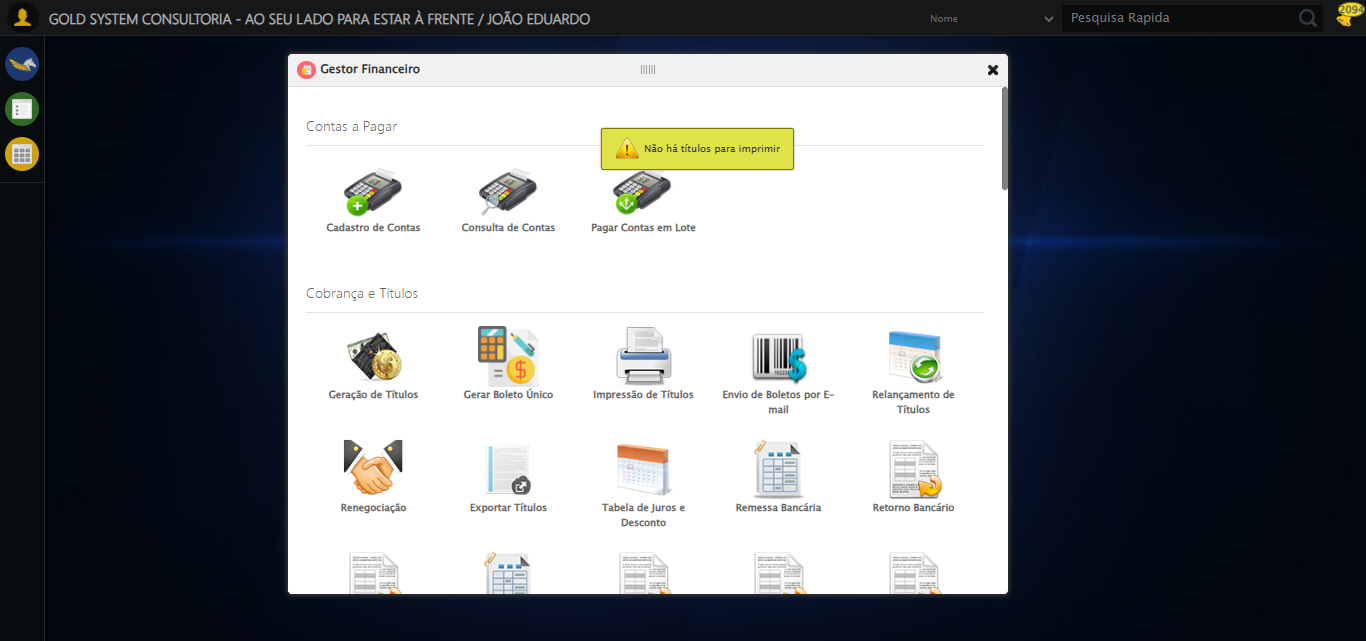 GOLD SYSTEM CONSULTORIA - AO SEU LADO PARA ESTAR À FRENTE / JOÃO EDUARDO
Nome
Pesquisa Rapida
2094
Gestor Financeiro
Contas a Pagar
Não há títulos para imprimir
Cadastro de Contas
Consulta de Contas
Pagar Contas em Lote
Cobrança e Títulos
Geração de Títulos
Gerar Boleto Único
Impressão de Títulos
Envio de Boletos por E-
mail
Relançamento de
Títulos
Renegociação
Exportar Títulos
Tabela de Juros e
Desconto
Remessa Bancária
Retorno Bancário